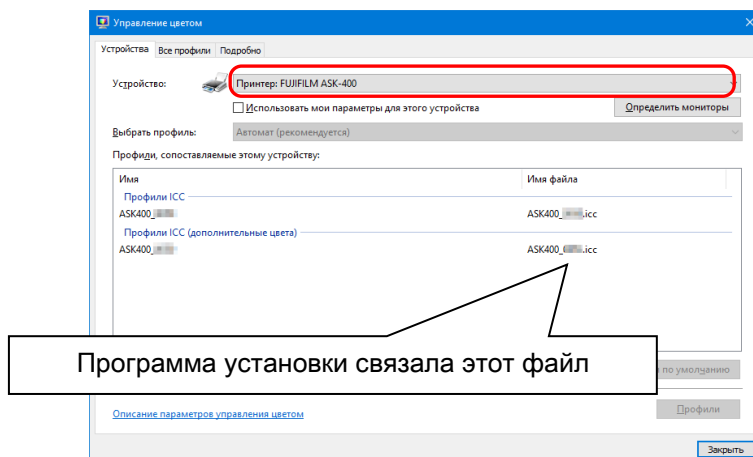 Управление цветом
Устройства Все профили Подробно
Устройство: Принтер: FUJIFILM ASK-400
Использовать мои параметры для этого устройства Определить мониторы
Выбрать профиль: Автомат (рекомендуется)
Профили, сопоставляемые этому устройству:
Имя Имя файла
Профили ICC
ASK400_ ASK400_ .icc
Профили ICC (дополнительные цвета)
ASK400_ ASK400_ .icc
Программа установки связала этот файл
по умолчанию
Описание параметров управления цветом Профили
Закрыть